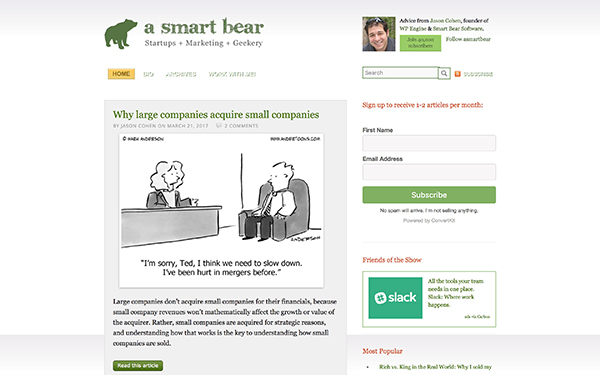 a smart bear
Startups + Marketing + Geekery
Advice from Jason Cohen, founder of
WP Engine & Smart Bear Software.
Join 40,000
subscribers
Follow asmartbear
HOME
BIO
ARCHIVES
WORK WITH ME!
Search
SUBSCRIBE
Why large companies acquire small companies
BY JASON COHEN ON MARCH 21, 2017
2 COMMENTS
© MARK ANDERSON
WWW.ANDERTOONS.COM
ANDERSON
"I'm sorry, Ted, I think we need to slow down.
I've been hurt in mergers before."
Large companies don't acquire small companies for their financials, because
small company revenues won't mathematically affect the growth or value of
the acquirer. Rather, small companies are acquired for strategic reasons,
and understanding how that works is the key to understanding how small
companies are sold.
Read this article
Sign up to receive 1-2 articles per month:
First Name
Email Address
Subscribe
No spam will arrive. I'm not selling anything.
Powered by ConvertKit
Friends of the Show
slack
All the tools your team
needs in one place.
Slack: Where work
happens.
ads via Carbon
Most Popular
Rich vs. King in the Real World: Why I sold my